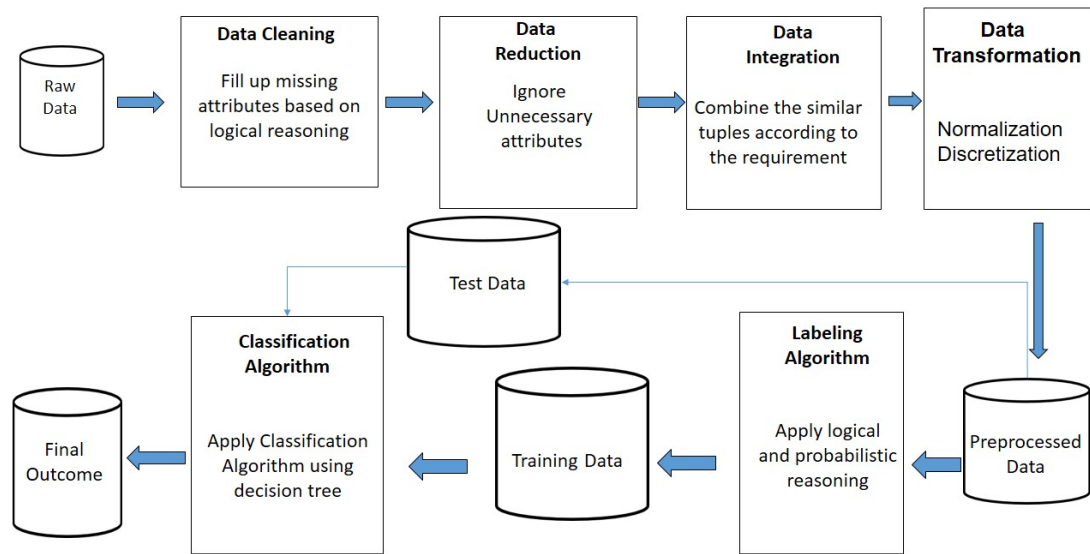 Raw
Data
Data Cleaning
Fill up missing
attributes based on
logical reasoning
Data
Reduction
Ignore
Unnecessary
attributes
Data
Integration
Combine the similar
tuples according to
the requirement
Data
Transformation
Normalization
Discretization
Test Data
Classification
Algorithm
Apply Classification
Algorithm using
decision tree
Labeling
Algorithm
Apply logical
and probabilistic
reasoning
Final
Outcome
Training Data
Preprocessed
Data